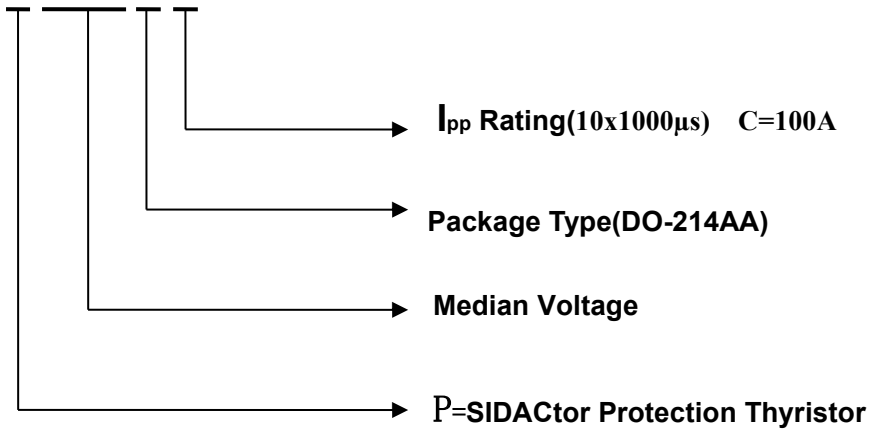 Ipp Rating(10x1000μs) C=100A
Package Type(DO-214AA)
Median Voltage
P=SIDACtor Protection Thyristor